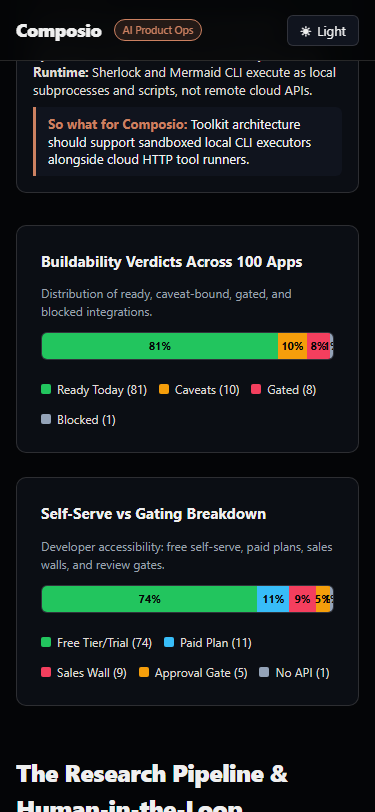 Composio
AI Product Ops
Light
Runtime: Sherlock and Mermaid CLI execute as local
subprocesses and scripts, not remote cloud APIs.
So what for Composio: Toolkit architecture
should support sandboxed local CLI executors
alongside cloud HTTP tool runners.
Buildability Verdicts Across 100 Apps
Distribution of ready, caveat-bound, gated, and
blocked integrations.
81% 10% 8%
Ready Today (81) Caveats (10) Gated (8)
Blocked (1)
Self-Serve vs Gating Breakdown
Developer accessibility: free self-serve, paid plans, sales
walls, and review gates.
74% 11% 9% 5%
Free Tier/Trial (74) Paid Plan (11)
Sales Wall (9) Approval Gate (5) No API (1)
The Research Pipeline &
Human-in-the-Loop